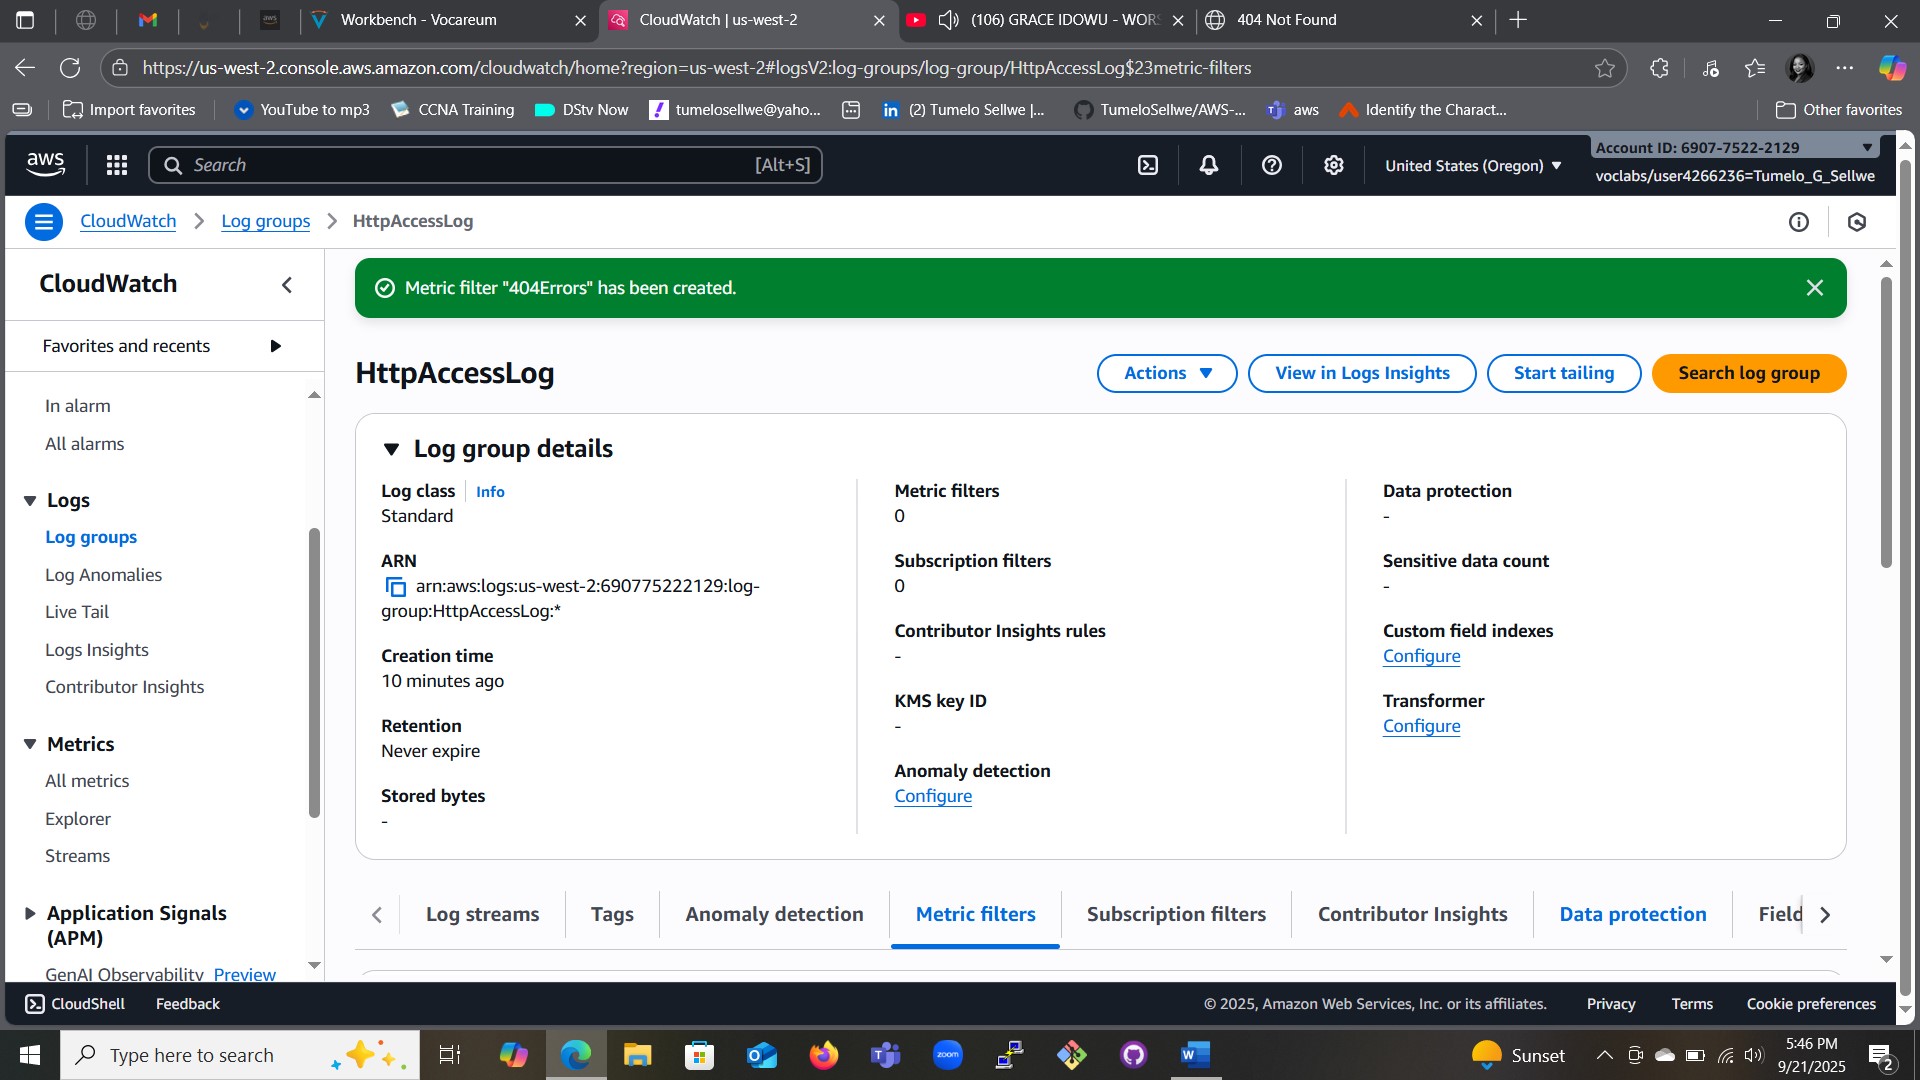 Workbench - Vocareum
CloudWatch | us-west-2
(106) GRACE IDOWU - WORS
404 Not Found
https://us-west-2.console.aws.amazon.com/cloudwatch/home?region=us-west-2#logsV2:log-groups/log-group/HttpAccessLog$23metric-filters
Import favorites
YouTube to mp3
CCNA Training
DStv Now
tumelosellwe@yaho...
(2) Tumelo Sellwe |...
TumeloSellwe/AWS-...
aws
Identify the Charact...
Other favorites
aws
Search
[Alt+S]
United States (Oregon)
Account ID: 6907-7522-2129
voclabs/user4266236=Tumelo_G_Sellwe
CloudWatch
Log groups
HttpAccessLog
CloudWatch
Favorites and recents
In alarm
All alarms
Logs
Log groups
Log Anomalies
Live Tail
Logs Insights
Contributor Insights
Metrics
All metrics
Explorer
Streams
Application Signals
(APM)
GenAI Observability Preview
Metric filter "404Errors" has been created.
HttpAccessLog
Actions
View in Logs Insights
Start tailing
Search log group
Log group details
Log class
Info
Standard
ARN
arn:aws:logs:us-west-2:690775222129:log-
group:HttpAccessLog:*
Creation time
10 minutes ago
Retention
Never expire
Stored bytes
-
Metric filters
0
Subscription filters
0
Contributor Insights rules
-
KMS key ID
-
Anomaly detection
Configure
Data protection
-
Sensitive data count
-
Custom field indexes
Configure
Transformer
Configure
Log streams
Tags
Anomaly detection
Metric filters
Subscription filters
Contributor Insights
Data protection
Field
CloudShell
Feedback
© 2025, Amazon Web Services, Inc. or its affiliates.
Privacy
Terms
Cookie preferences
Type here to search
zoom
Sunset
5:46 PM
9/21/2025
2